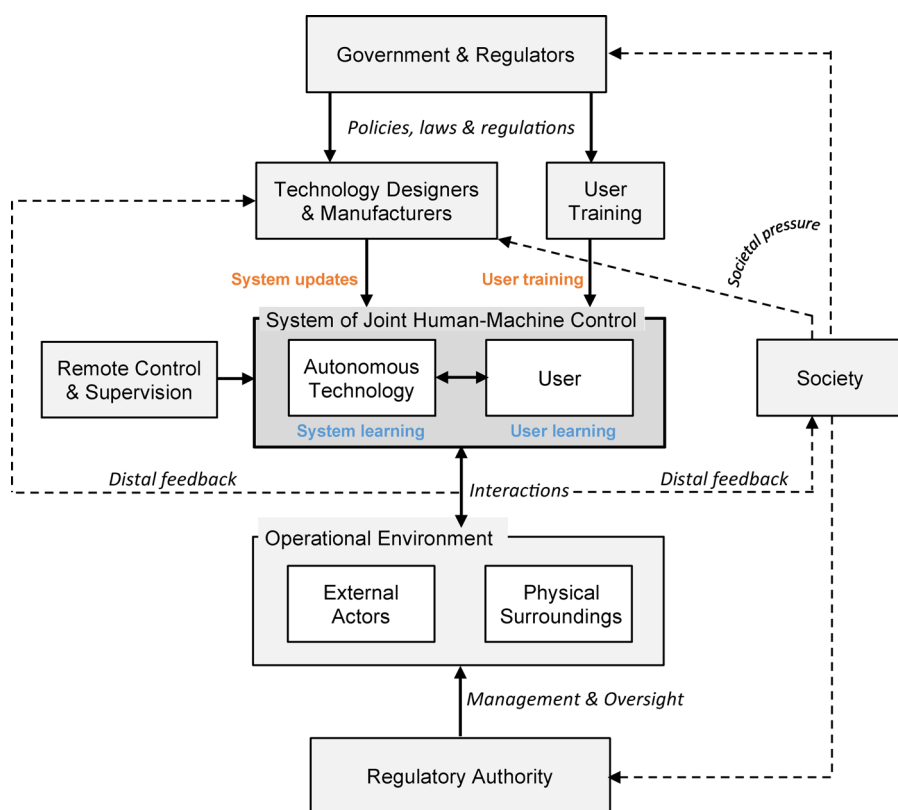 Government & Regulators
Policies, laws & regulations
Technology Designers
& Manufacturers
User
Training
Societal pressure
System updates
User training
System of Joint Human-Machine Control
Remote Control
& Supervision
Autonomous
Technology
User
Society
System learning
User learning
Distal feedback
Interactions
Distal feedback
Operational Environment
External
Actors
Physical
Surroundings
Management & Oversight
Regulatory Authority